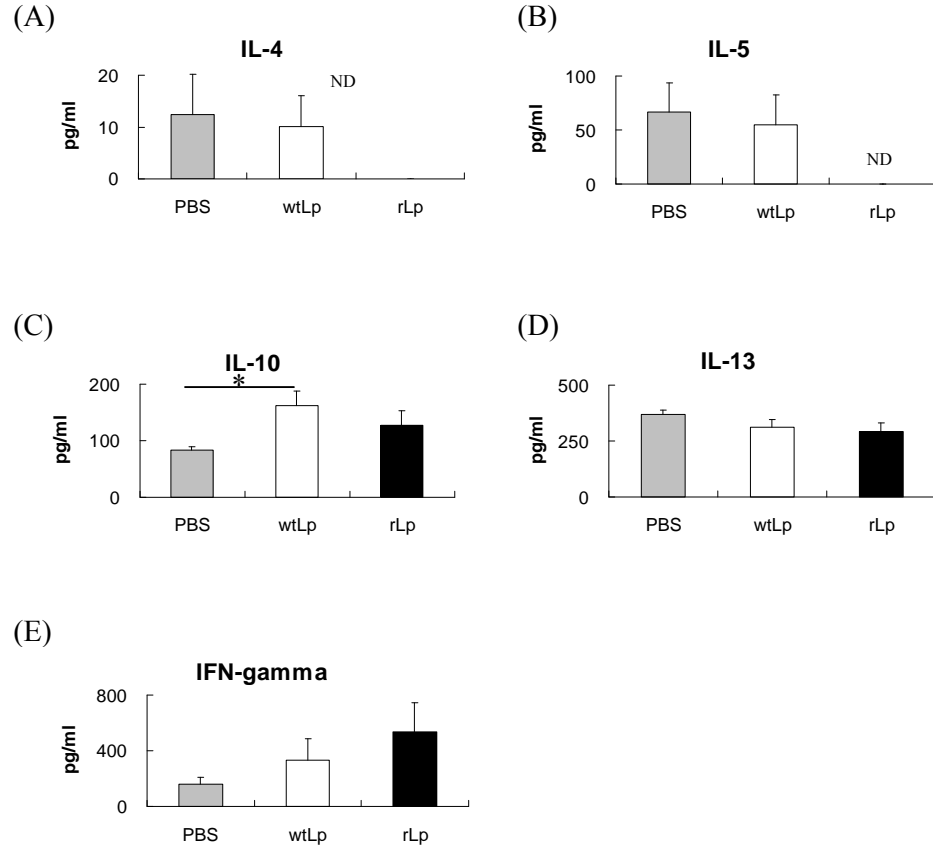 (A)
IL-4
ND
20
10
0
pg/ml
PBS wtLp rLp
(B)
IL-5
100
50
0
pg/ml
ND
PBS wtLp rLp
(C)
IL-10
*
200
100
0
pg/ml
PBS wtLp rLp
(D)
IL-13
500
250
0
pg/ml
PBS wtLp rLp
(E)
IFN-gamma
800
400
0
pg/ml
PBS wtLp rLp